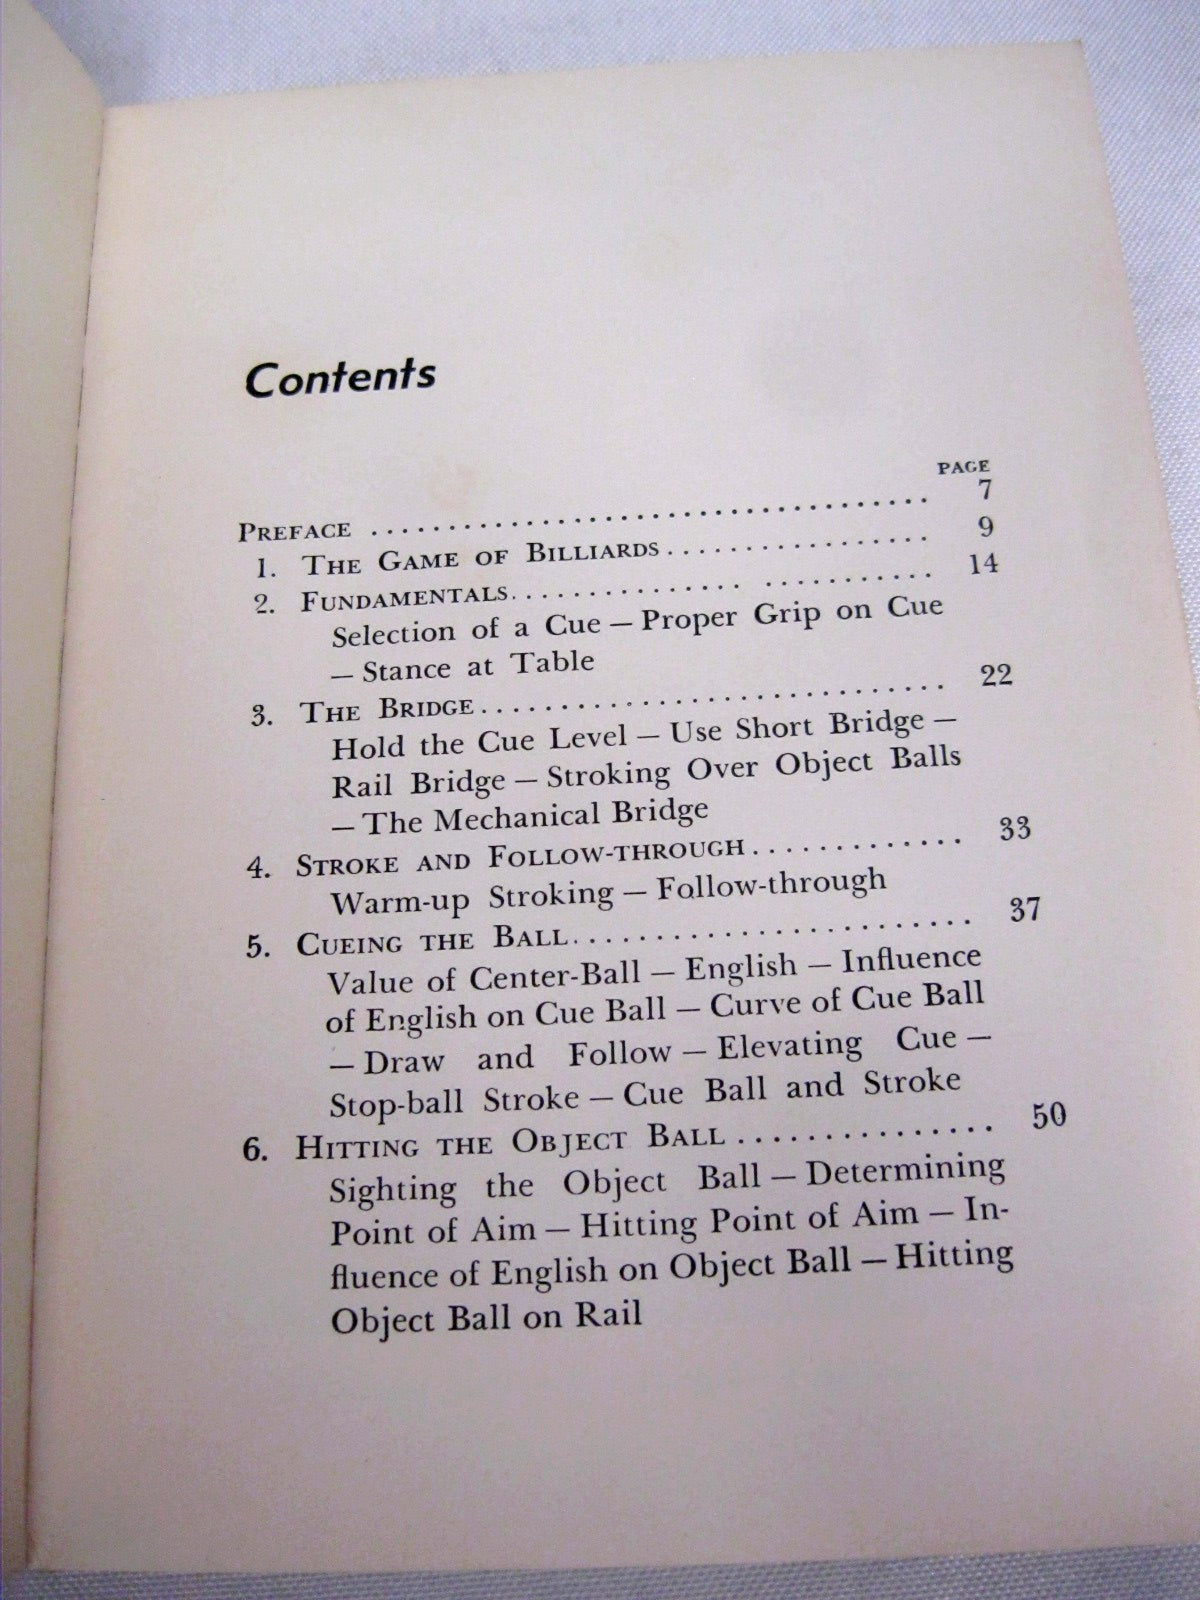 Contents
PAGE
PREFACE ..................................... 7
1. THE GAME OF BILLIARDS ................. 9
2. FUNDAMENTALS .......................... 14
Selection of a Cue — Proper Grip on Cue
— Stance at Table
3. THE BRIDGE .............................. 22
Hold the Cue Level — Use Short Bridge —
Rail Bridge — Stroking Over Object Balls
— The Mechanical Bridge
4. STROKE AND FOLLOW-THROUGH ............. 33
Warm-up Stroking — Follow-through
5. CUEING THE BALL ........................ 37
Value of Center-Ball — English — Influence
of English on Cue Ball — Curve of Cue Ball
— Draw and Follow — Elevating Cue —
Stop-ball Stroke — Cue Ball and Stroke
6. HITTING THE OBJECT BALL ............... 50
Sighting the Object Ball — Determining
Point of Aim — Hitting Point of Aim — In-
fluence of English on Object Ball — Hitting
Object Ball on Rail